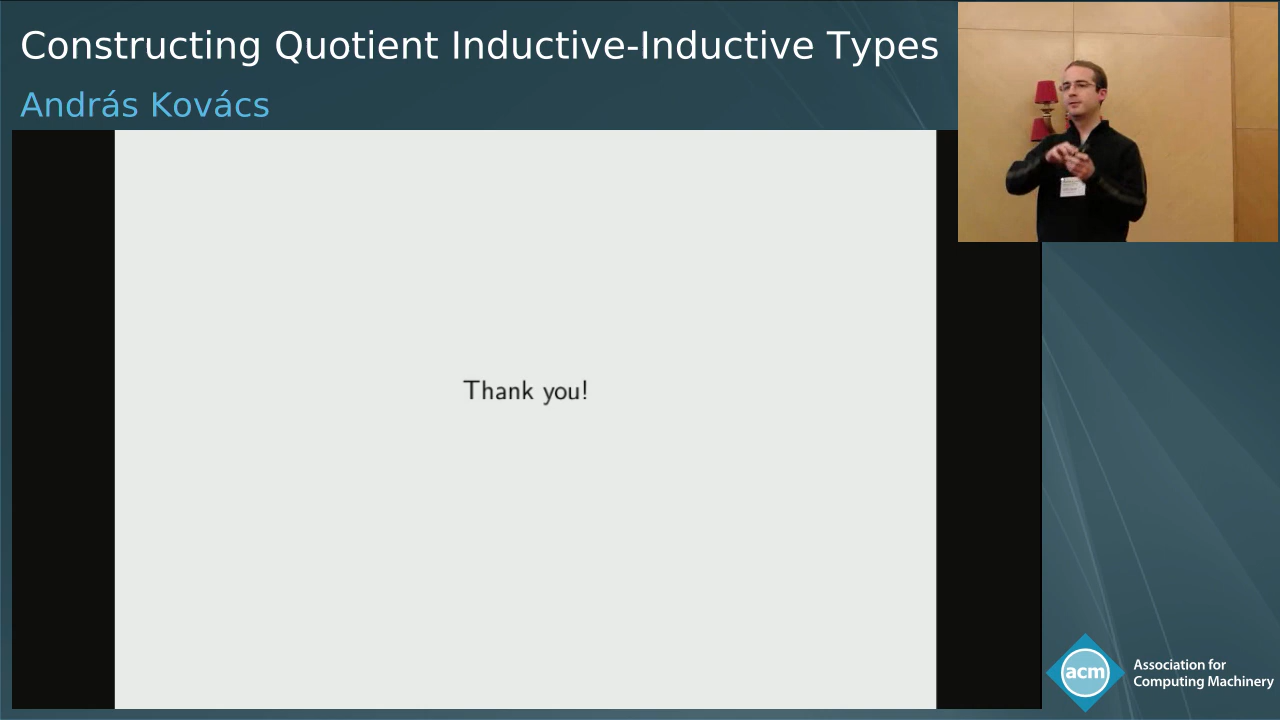 Constructing Quotient Inductive-Inductive Types
András Kovács
Thank you!
acm
Association for
Computing Machinery